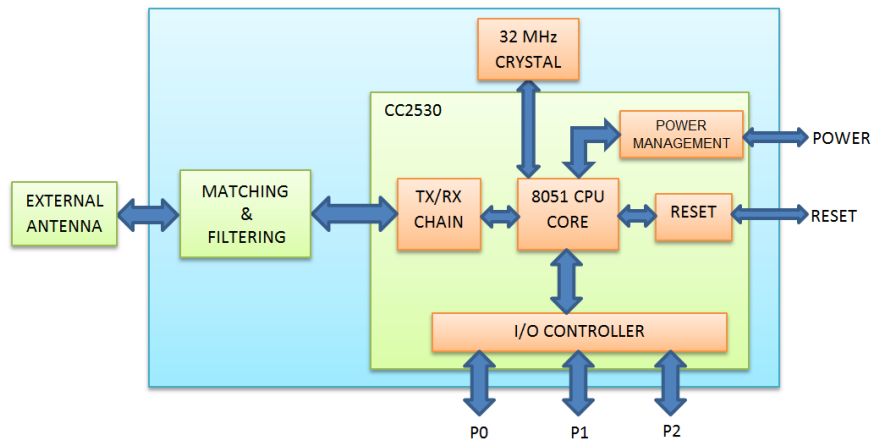 32 MHz
CRYSTAL
CC2530
POWER
MANAGEMENT
POWER
EXTERNAL
ANTENNA
MATCHING
&
FILTERING
TX/RX
CHAIN
8051 CPU
CORE
RESET
RESET
I/O CONTROLLER
P0
P1
P2